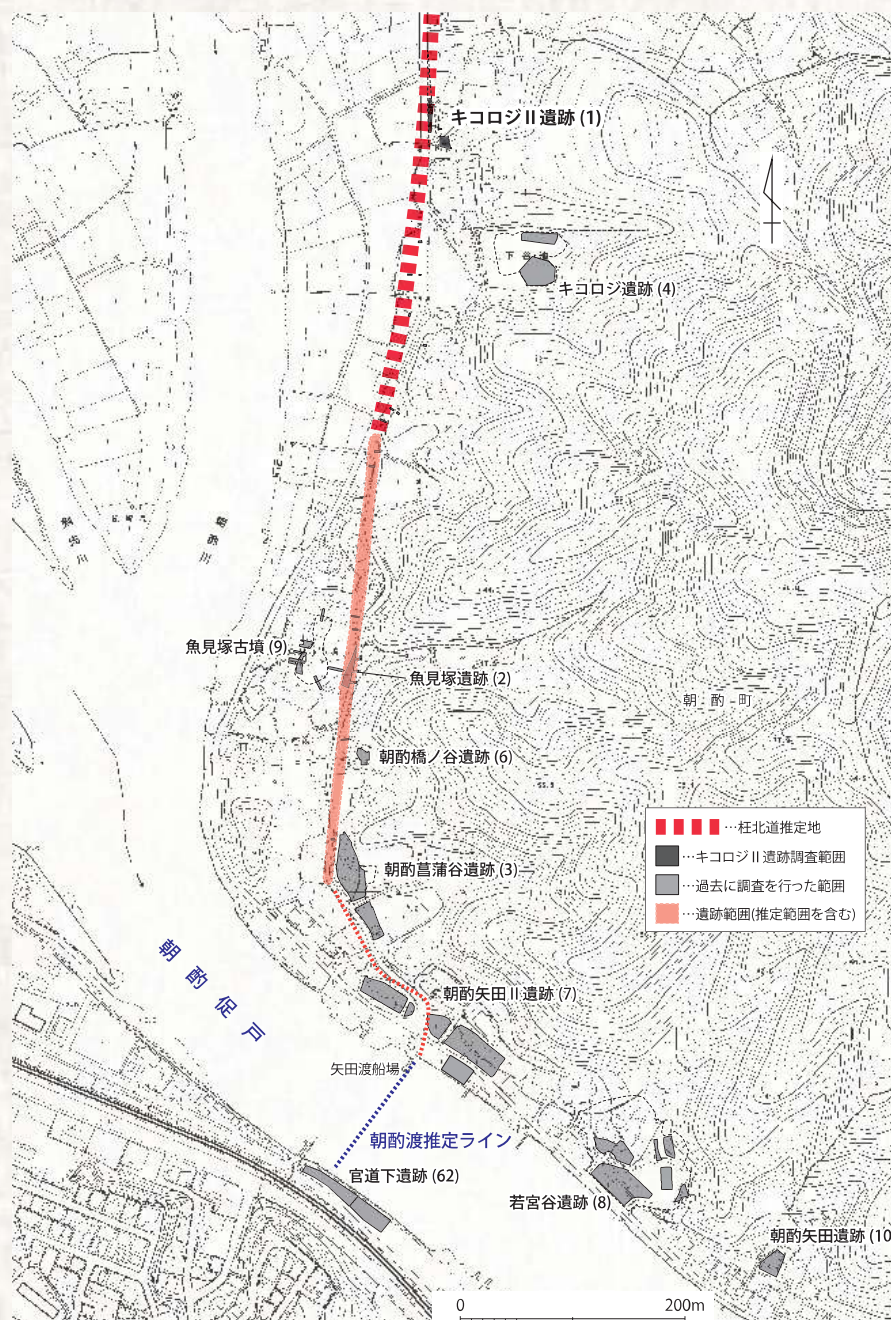 キコロジⅡ遺跡 (1)
下谷池
キコロジ遺跡 (4)
魚見塚古墳 (9)
魚見塚遺跡 (2)
朝酌町
朝酌橋ノ谷遺跡 (6)
…枉北道推定地
…キコロジⅡ遺跡調査範囲
…過去に調査を行った範囲
…遺跡範囲(推定範囲を含む)
朝酌菖蒲谷遺跡 (3)
朝酌促戸
朝酌矢田Ⅱ遺跡 (7)
矢田渡船場
朝酌渡推定ライン
官道下遺跡 (62)
若宮谷遺跡 (8)
朝酌矢田遺跡 (10
0
200m